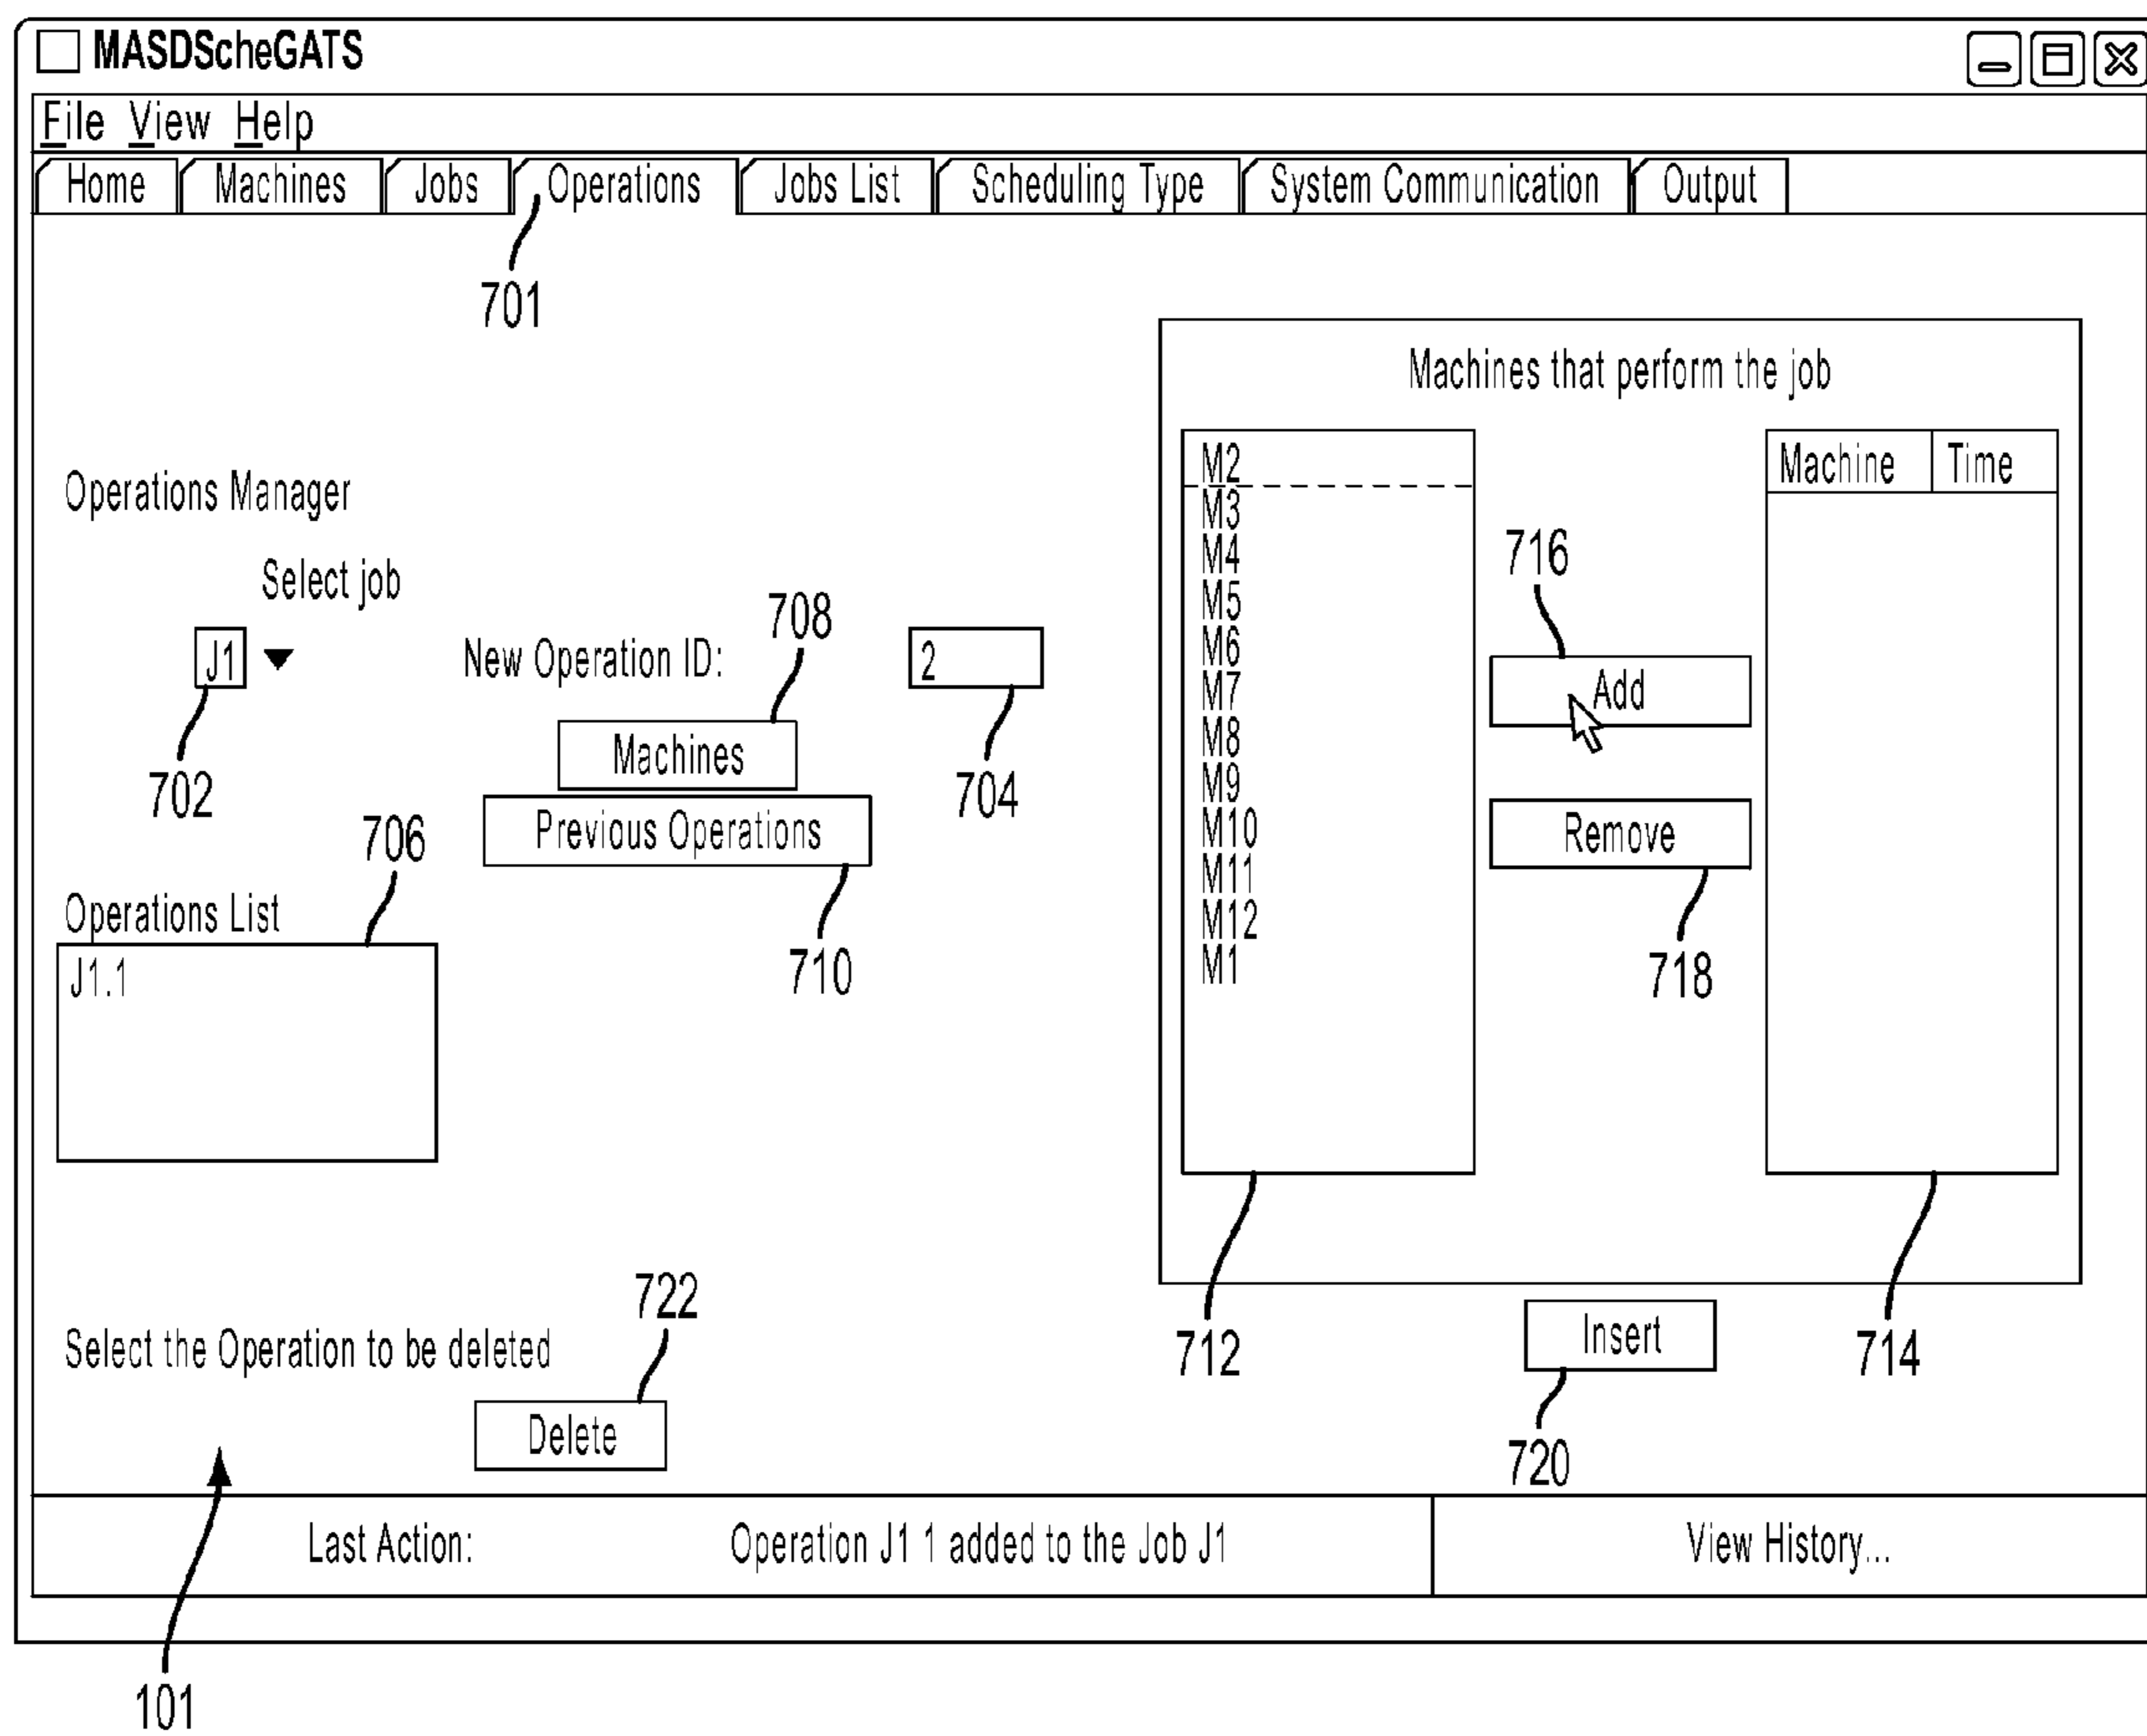 MASDScheGATS
File View Help
Home Machines Jobs Operations Jobs List Scheduling Type System Communication Output
701
Machines that perform the job
Operations Manager
Select job
J1
702
New Operation ID:
708
2
704
Machines
Previous Operations
710
706
Operations List
J1.1
M2
M3
M4
M5
M6
M7
M8
M9
M10
M11
M12
M1
716
Add
Remove
718
Machine Time
712
714
Insert
720
Select the Operation to be deleted
722
Delete
Last Action: Operation J1 1 added to the Job J1 View History...
101